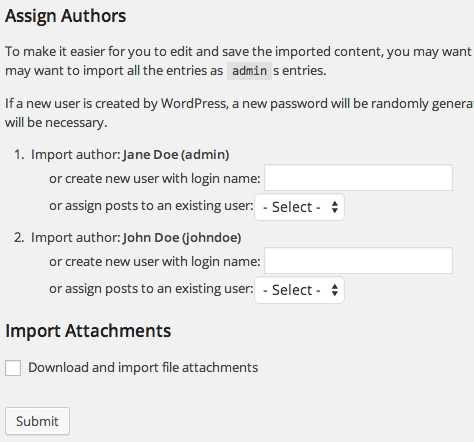 Assign Authors
To make it easier for you to edit and save the imported content, you may want
may want to import all the entries as admin s entries.
If a new user is created by WordPress, a new password will be randomly genera
will be necessary.
1. Import author: Jane Doe (admin)
or create new user with login name:
or assign posts to an existing user: - Select -
2. Import author: John Doe (johndoe)
or create new user with login name:
or assign posts to an existing user: - Select -
Import Attachments
Download and import file attachments
Submit